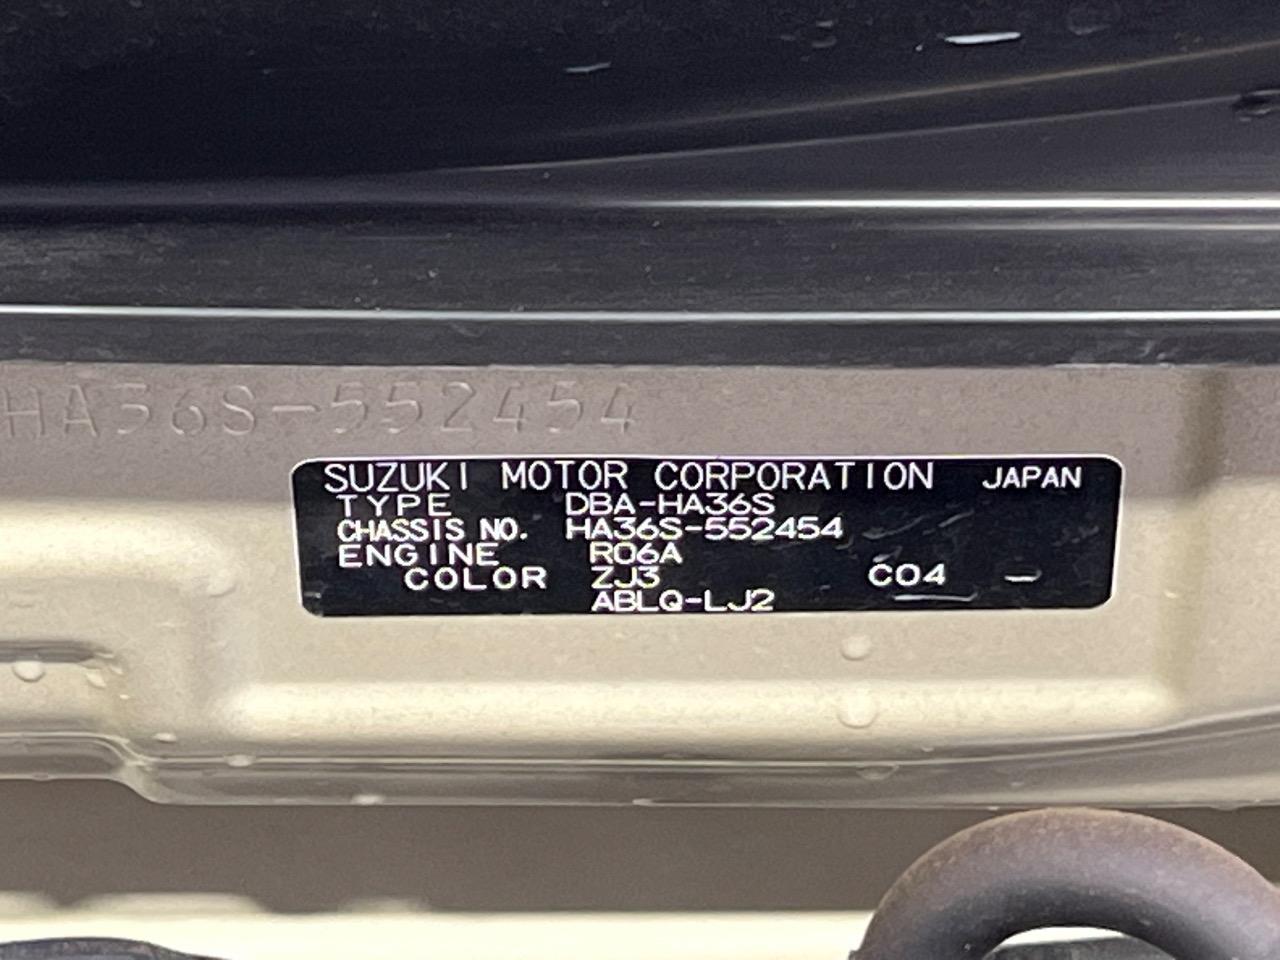 HA36S-552454
SUZUKI MOTOR CORPORATION JAPAN
TYPE DBA-HA36S
CHASSIS NO. HA36S-552454
ENGINE R06A
COLOR ZJ3 C04 -
ABLQ-LJ2